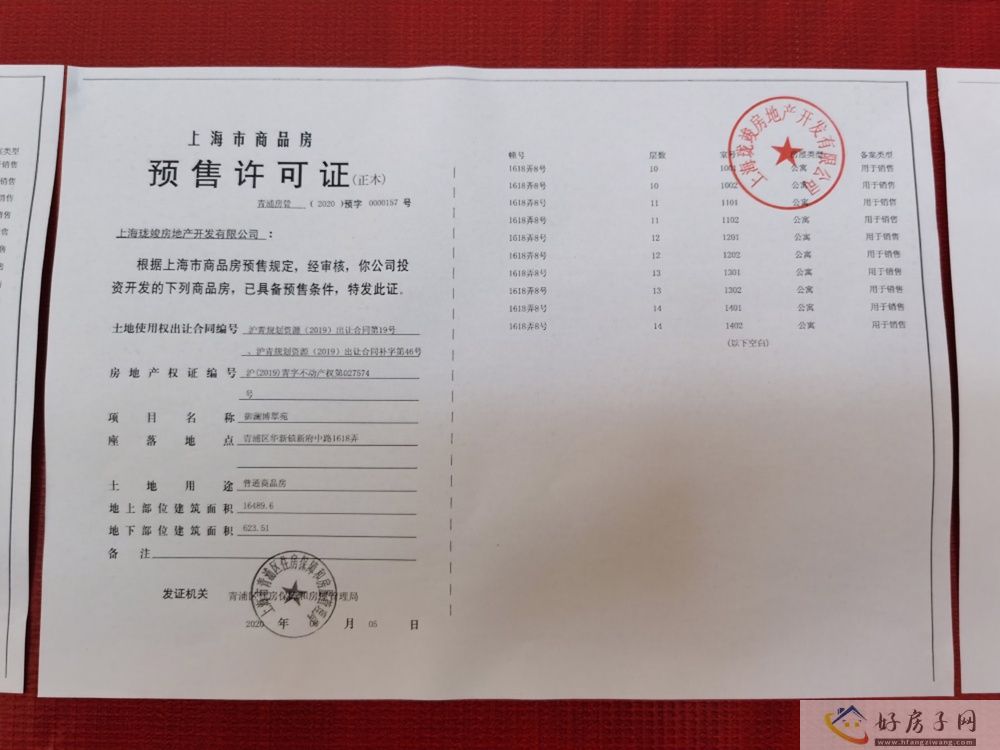 上海市商品房
预售许可证(正本)
青浦房管 (2020)预字 0000157 号
上海珑竣房地产开发有限公司 :
根据上海市商品房预售规定,经审核,你公司投
资开发的下列商品房,已具备预售条件,特发此证。
土地使用权出让合同编号 沪青规划资源(2019)出让合同第19号
、沪青规划资源(2019)出让合同补字第46号
房地产权证编号 沪(2019)青字不动产权第027574
号
项目名称 御澜博翠苑
座落地点 青浦区华新镇新府中路1618弄
土地用途 普通商品房
地上部位建筑面积 16489.6
地下部位建筑面积 623.51
备注
发证机关 青浦区住房保障和房屋管理局
2020 年 月 05 日
幢号 层数 室号 房屋类型 备案类型
1618弄8号 10 1001 公寓 用于销售
1618弄8号 10 1002 公寓 用于销售
1618弄8号 11 1101 公寓 用于销售
1618弄8号 11 1102 公寓 用于销售
1618弄8号 12 1201 公寓 用于销售
1618弄8号 12 1202 公寓 用于销售
1618弄8号 13 1301 公寓 用于销售
1618弄8号 13 1302 公寓 用于销售
1618弄8号 14 1401 公寓 用于销售
1618弄8号 14 1402 公寓 用于销售
(以下空白)
上海珑竣房地产开发有限公司
好房子网
www.hfangziwang.com